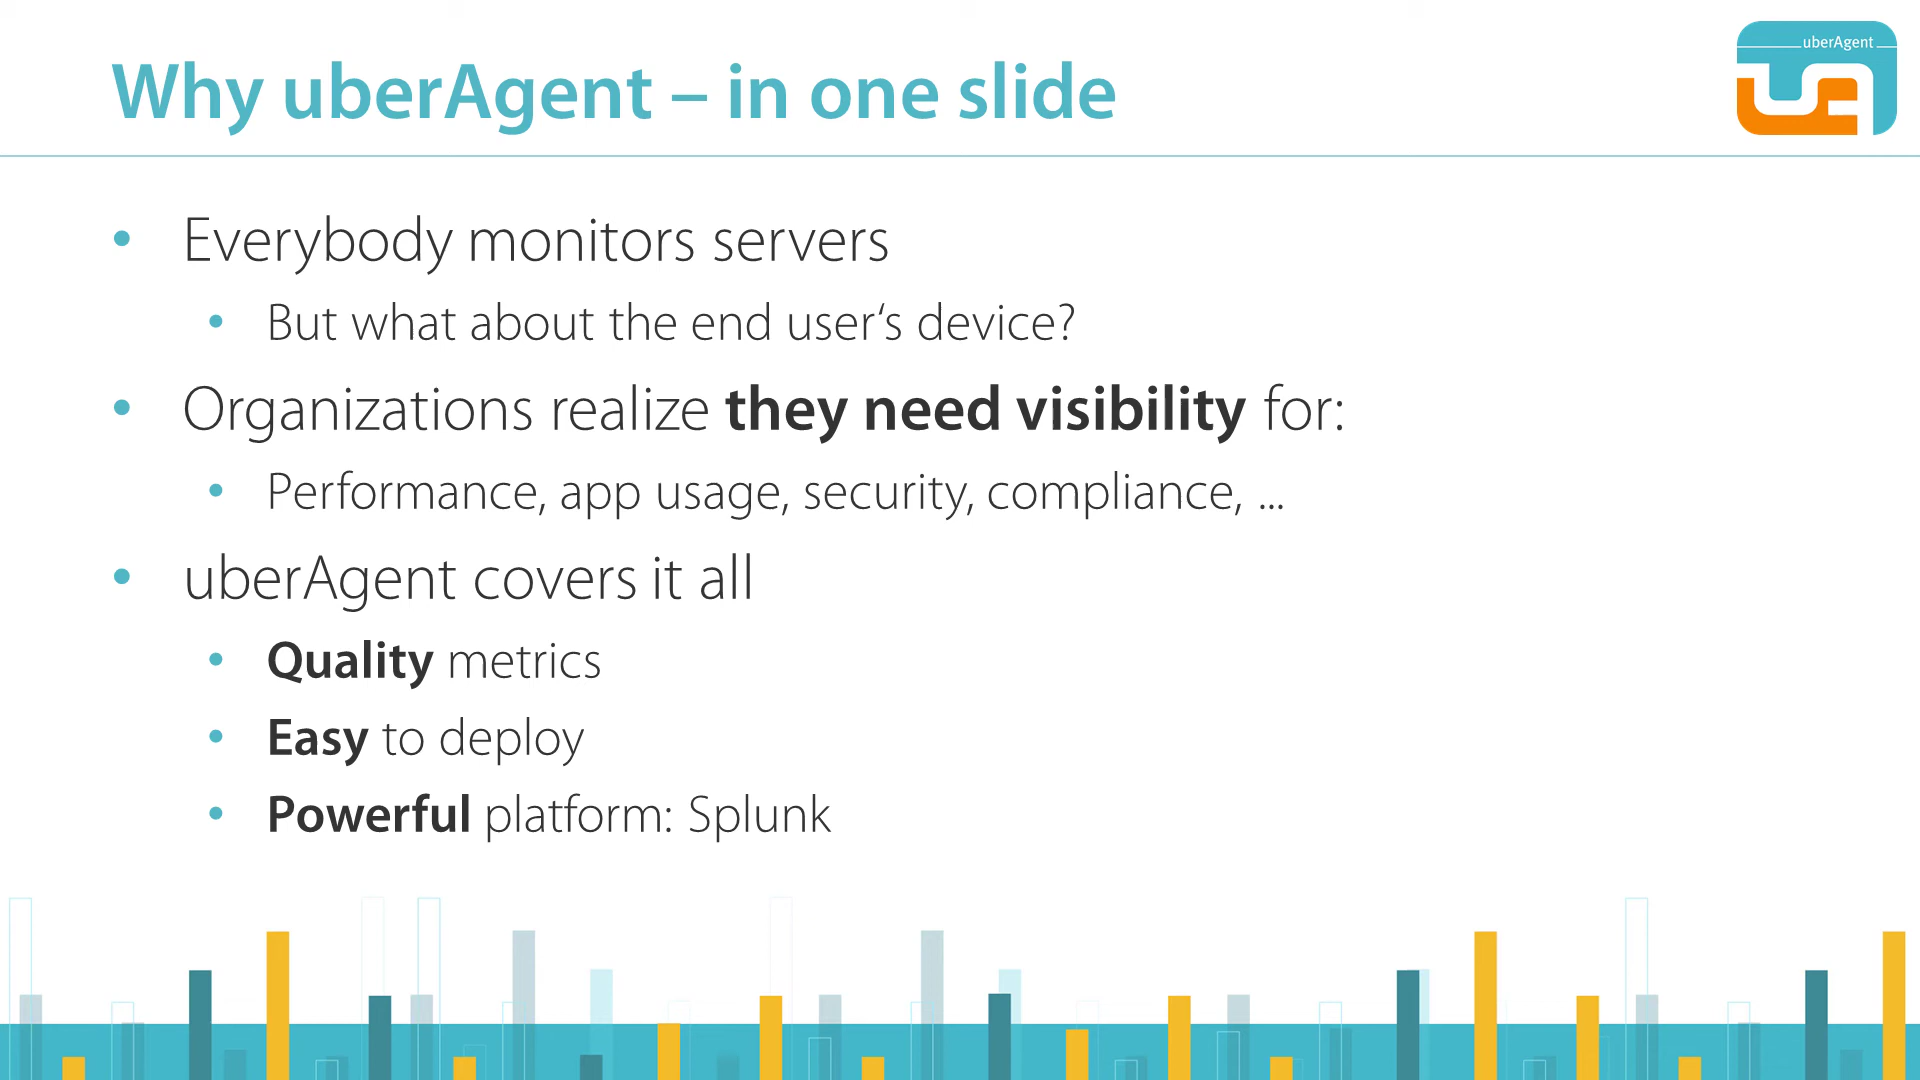 Why uberAgent – in one slide
uberAgent
• Everybody monitors servers
• But what about the end user‘s device?
• Organizations realize they need visibility for:
• Performance, app usage, security, compliance, ...
• uberAgent covers it all
• Quality metrics
• Easy to deploy
• Powerful platform: Splunk